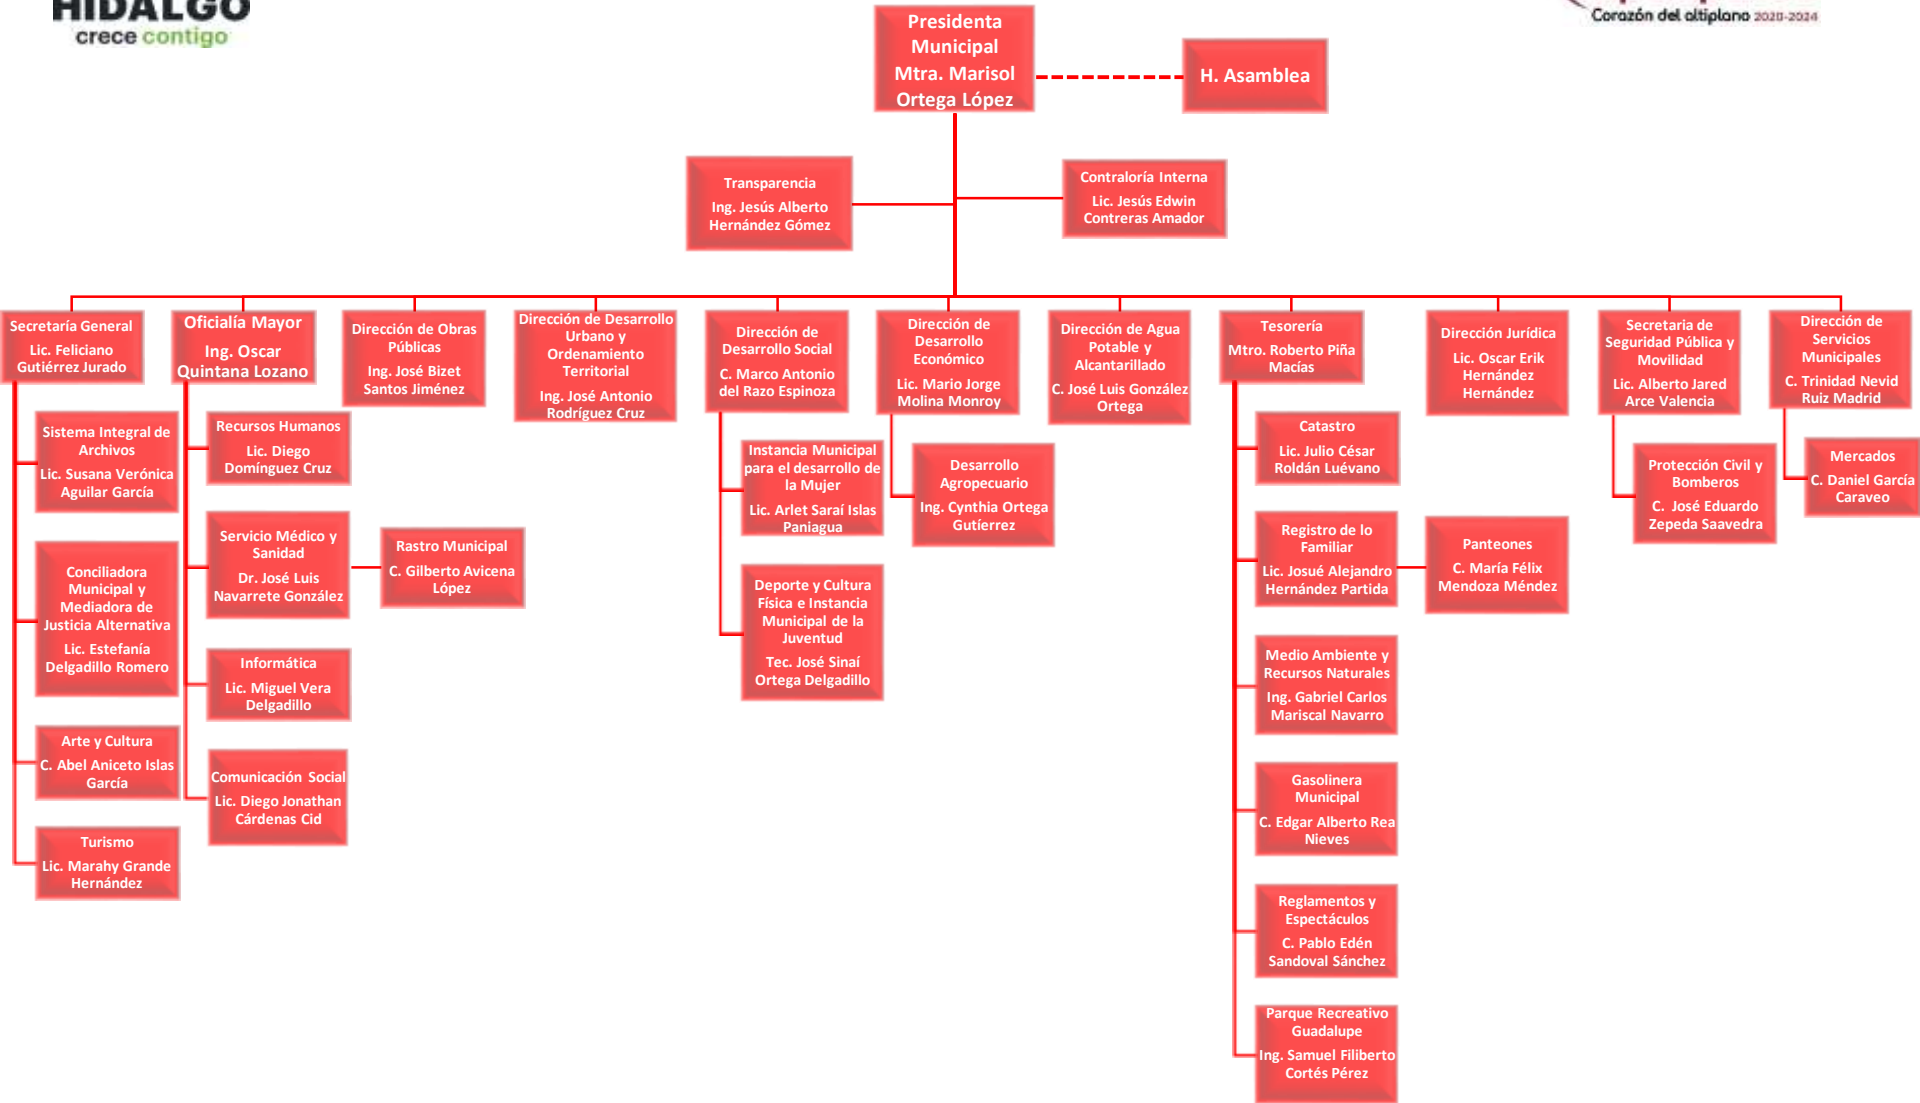 HIDALGO
crece contigo
Corazón del altiplano 2020-2024
Presidenta
Municipal
Mtra. Marisol
Ortega López
H. Asamblea
Transparencia
Ing. Jesús Alberto
Hernández Gómez
Contraloría Interna
Lic. Jesús Edwin
Contreras Amador
Secretaría General
Lic. Feliciano
Gutiérrez Jurado
Oficialía Mayor
Ing. Oscar
Quintana Lozano
Dirección de Obras
Públicas
Ing. José Bizet
Santos Jiménez
Dirección de Desarrollo
Urbano y
Ordenamiento
Territorial
Ing. José Antonio
Rodríguez Cruz
Dirección de
Desarrollo Social
C. Marco Antonio
del Razo Espinoza
Dirección de
Desarrollo
Económico
Lic. Mario Jorge
Molina Monroy
Dirección de Agua
Potable y
Alcantarillado
C. José Luis González
Ortega
Tesorería
Mtro. Roberto Piña
Macías
Dirección Jurídica
Lic. Oscar Erik
Hernández
Hernández
Secretaria de
Seguridad Pública y
Movilidad
Lic. Alberto Jared
Arce Valencia
Dirección de
Servicios
Municipales
C. Trinidad Nevid
Ruiz Madrid
Sistema Integral de
Archivos
Lic. Susana Verónica
Aguilar García
Conciliadora
Municipal y
Mediadora de
Justicia Alternativa
Lic. Estefanía
Delgadillo Romero
Arte y Cultura
C. Abel Aniceto Islas
García
Turismo
Lic. Marahy Grande
Hernández
Recursos Humanos
Lic. Diego
Domínguez Cruz
Servicio Médico y
Sanidad
Dr. José Luis
Navarrete González
Rastro Municipal
C. Gilberto Avicena
López
Informática
Lic. Miguel Vera
Delgadillo
Comunicación Social
Lic. Diego Jonathan
Cárdenas Cid
Instancia Municipal
para el desarrollo de
la Mujer
Lic. Arlet Saraí Islas
Paniagua
Deporte y Cultura
Física e Instancia
Municipal de la
Juventud
Tec. José Sinaí
Ortega Delgadillo
Desarrollo
Agropecuario
Ing. Cynthia Ortega
Gutíerrez
Catastro
Lic. Julio César
Roldán Luévano
Registro de lo
Familiar
Lic. Josué Alejandro
Hernández Partida
Panteones
C. María Félix
Mendoza Méndez
Medio Ambiente y
Recursos Naturales
Ing. Gabriel Carlos
Mariscal Navarro
Gasolinera
Municipal
C. Edgar Alberto Rea
Nieves
Reglamentos y
Espectáculos
C. Pablo Edén
Sandoval Sánchez
Parque Recreativo
Guadalupe
Ing. Samuel Filiberto
Cortés Pérez
Protección Civil y
Bomberos
C. José Eduardo
Zepeda Saavedra
Mercados
C. Daniel García
Caraveo